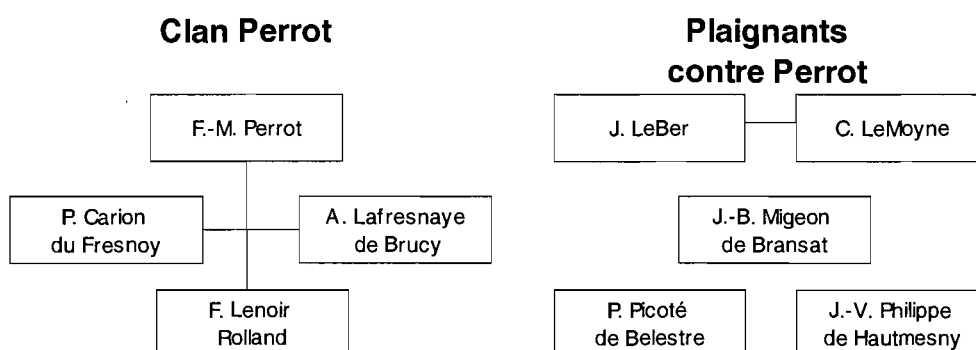 Clan Perrot
F.-M. Perrot
P. Carion
du Fresnoy
A. Lafresnaye
de Brucy
F. Lenoir
Rolland
Plaignants
contre Perrot
J. LeBer
C. LeMoyne
J.-B. Migeon
de Bransat
P. Picoté
de Belestre
J.-V. Philippe
de Hautmesny